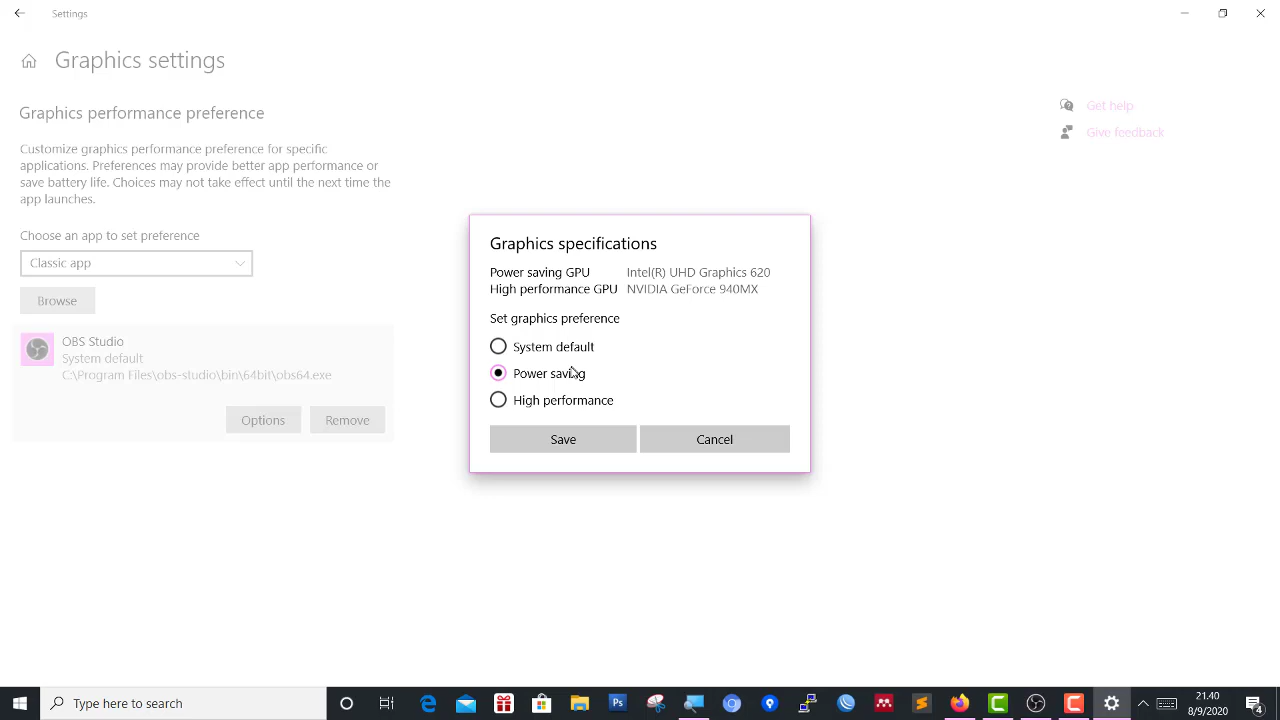 Settings
Graphics settings
Graphics performance preference
Get help
Give feedback
Customize graphics performance preference for specific
applications. Preferences may provide better app performance or
save battery life. Choices may not take effect until the next time the
app launches.
Choose an app to set preference
Classic app
Browse
OBS Studio
System default
C:\Program Files\obs-studio\bin\64bit\obs64.exe
Options
Remove
Graphics specifications
Power saving GPU Intel(R) UHD Graphics 620
High performance GPU NVIDIA GeForce 940MX
Set graphics preference
System default
Power saving
High performance
Save
Cancel
Type here to search
Ps
21.40
8/9/2020
4